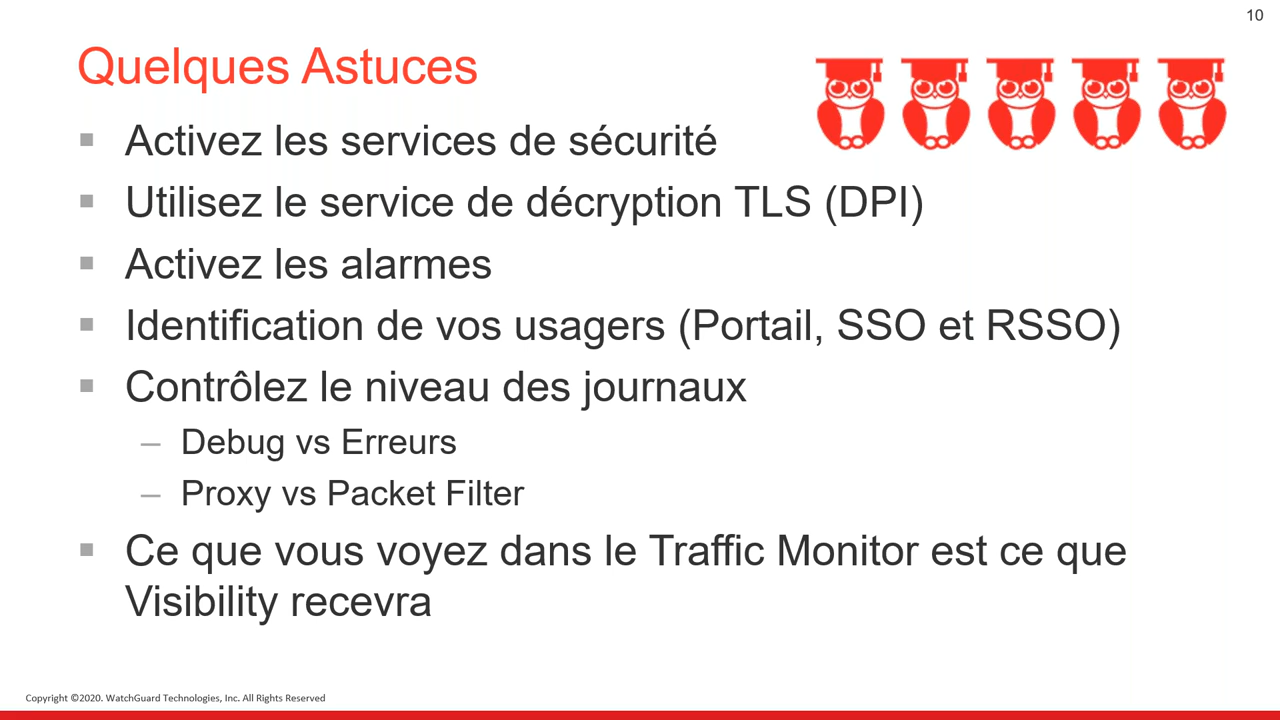 10
Quelques Astuces
Activez les services de sécurité
Utilisez le service de décryption TLS (DPI)
Activez les alarmes
Identification de vos usagers (Portail, SSO et RSSO)
Contrôlez le niveau des journaux
– Debug vs Erreurs
– Proxy vs Packet Filter
Ce que vous voyez dans le Traffic Monitor est ce que
Visibility recevra
Copyright ©2020. WatchGuard Technologies, Inc. All Rights Reserved